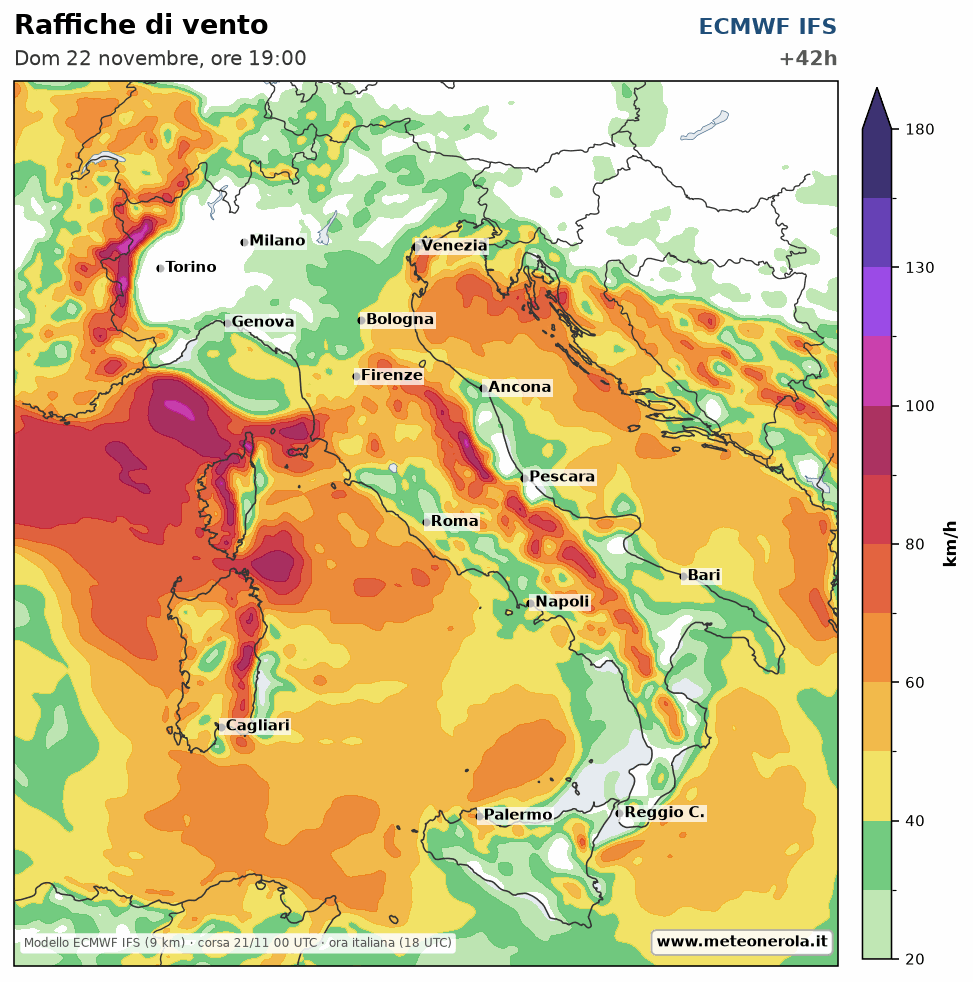 Raffiche di vento
ECMWF IFS
Dom 22 novembre, ore 19:00
+42h
180
Milano
Venezia
Torino
130
Genova
Bologna
Firenze
Ancona
100
Pescara
Roma
80
km/h
Bari
Napoli
60
Cagliari
Palermo
Reggio C.
40
Modello ECMWF IFS (9 km) · corsa 21/11 00 UTC · ora italiana (18 UTC)
www.meteonerola.it
20